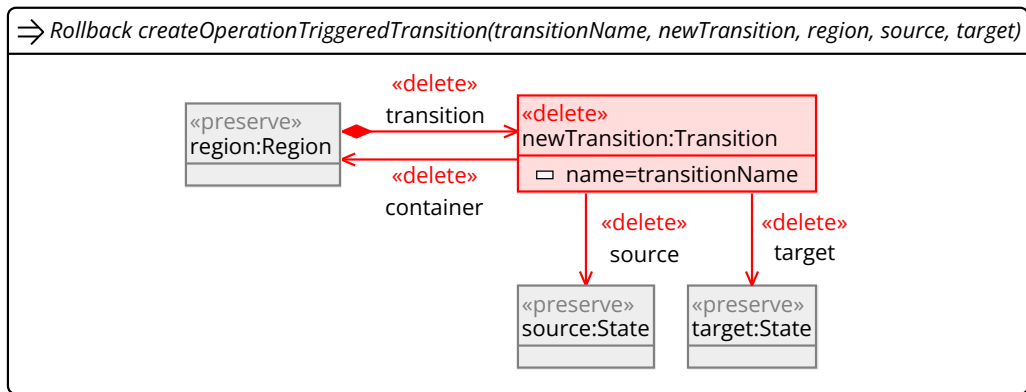 Rollback createOperationTriggeredTransition(transitionName, newTransition, region, source, target)
«delete»
transition
«preserve»
region:Region
«delete»
newTransition:Transition
name=transitionName
«delete»
container
«delete»
source
«delete»
target
«preserve»
source:State
«preserve»
target:State